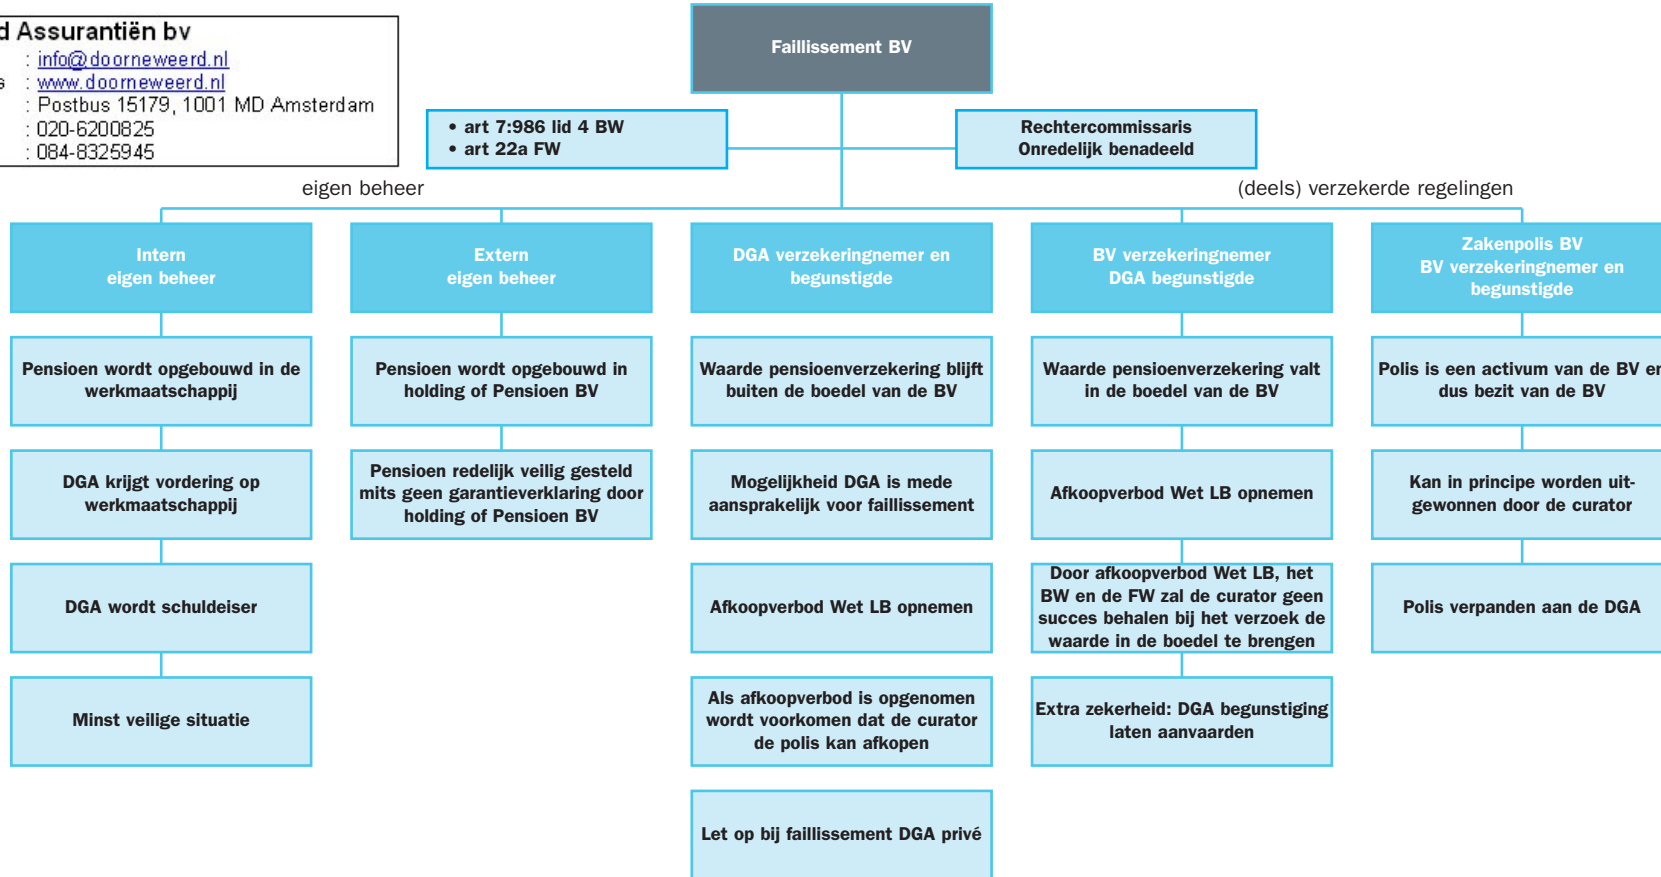 d Assurantiën bv
: info@doorneweerd.nl
s : www.doorneweerd.nl
: Postbus 15179, 1001 MD Amsterdam
: 020-6200825
: 084-8325945
Faillissement BV
• art 7:986 lid 4 BW
• art 22a FW
Rechtercommissaris
Onredelijk benadeeld
eigen beheer
(deels) verzekerde regelingen
Intern
eigen beheer
Pensioen wordt opgebouwd in de
werkmaatschappij
DGA krijgt vordering op
werkmaatschappij
DGA wordt schuldeiser
Minst veilige situatie
Extern
eigen beheer
Pensioen wordt opgebouwd in
holding of Pensioen BV
Pensioen redelijk veilig gesteld
mits geen garantieverklaring door
holding of Pensioen BV
DGA verzekeringnemer en
begunstigde
Waarde pensioenverzekering blijft
buiten de boedel van de BV
Mogelijkheid DGA is mede
aansprakelijk voor faillissement
Afkoopverbod Wet LB opnemen
Als afkoopverbod is opgenomen
wordt voorkomen dat de curator
de polis kan afkopen
Let op bij faillissement DGA privé
BV verzekeringnemer
DGA begunstigde
Waarde pensioenverzekering valt
in de boedel van de BV
Afkoopverbod Wet LB opnemen
Door afkoopverbod Wet LB, het
BW en de FW zal de curator geen
succes behalen bij het verzoek de
waarde in de boedel te brengen
Extra zekerheid: DGA begunstiging
laten aanvaarden
Zakenpolis BV
BV verzekeringnemer en
begunstigde
Polis is een activum van de BV en
dus bezit van de BV
Kan in principe worden uit-
gewonnen door de curator
Polis verpanden aan de DGA